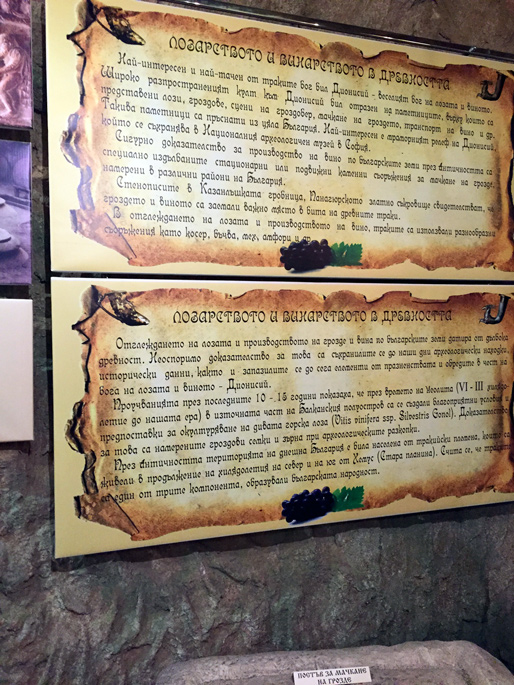 ЛОЗАРСТВОТО И ВИНАРСТВОТО В ДРЕВНОСТТА
Най-интересен и най-тачен от траките бог бил Дионисий - веселият бог на лозата и виното.
Широко разпространеният култ към Дионисий бил отразен на паметниците, върху които са
представени лози, гроздове, сцени на гроздобер, мачкане на гроздето, транспорт на вино и др.
Такива паметници са пръснати из цяла България. Най-интересен е мраморният релеф на Дионисий,
който се съхранява в Националния археологически музей в София.
Сигурно доказателство за производство на вино по българските земи през Античността са
специално издълбаните стационарни или подвижни каменни съоръжения за мачкане на грозде,
намерени в различни райони на България.
Стенописите в Казанлъшката гробница, Панагюрското златно съкровище свидетелстват, че
гроздето и виното са заемали важно място в бита на древните траки.
В отглеждането на лозата и производството на вино, траките са използвали разнообразни
съоръжения като косер, бъчва, мех, амфори и др.
ЛОЗАРСТВОТО И ВИНАРСТВОТО В ДРЕВНОСТТА
Отглеждането на лозата и производството на грозде и вино по българските земи датира от дълбока
древност. Неоспоримо доказателство за това са съхранилите се до наши дни археологически находки,
исторически данни, както и запазилите се до сега елементи от празненствата и обредите в чест на
бога на лозата и виното - Дионисий.
Проучванията през последните 10 - 15 години показаха, че през времето на Неолита (VI - III хилядо-
летие до нашата ера) в източната част на Балканския полуостров са се създали благоприятни условия и
предпоставки за окултуряване на дивата горска лоза (Vitis vinifera ssp. Silvestris Gmel). Доказателство
за това са намерените гроздови семки и зърна при археологическите разкопки.
През Античността територията на днешна България е била населена от тракийски племена, които са
живели в продължение на хилядолетия на север и на юг от Хемус (Стара планина). Счита се, че траките
са един от трите компонента, образували българската народност.
ПОСТЪВ ЗА МАЧКАНЕ
НА ГРОЗДЕ